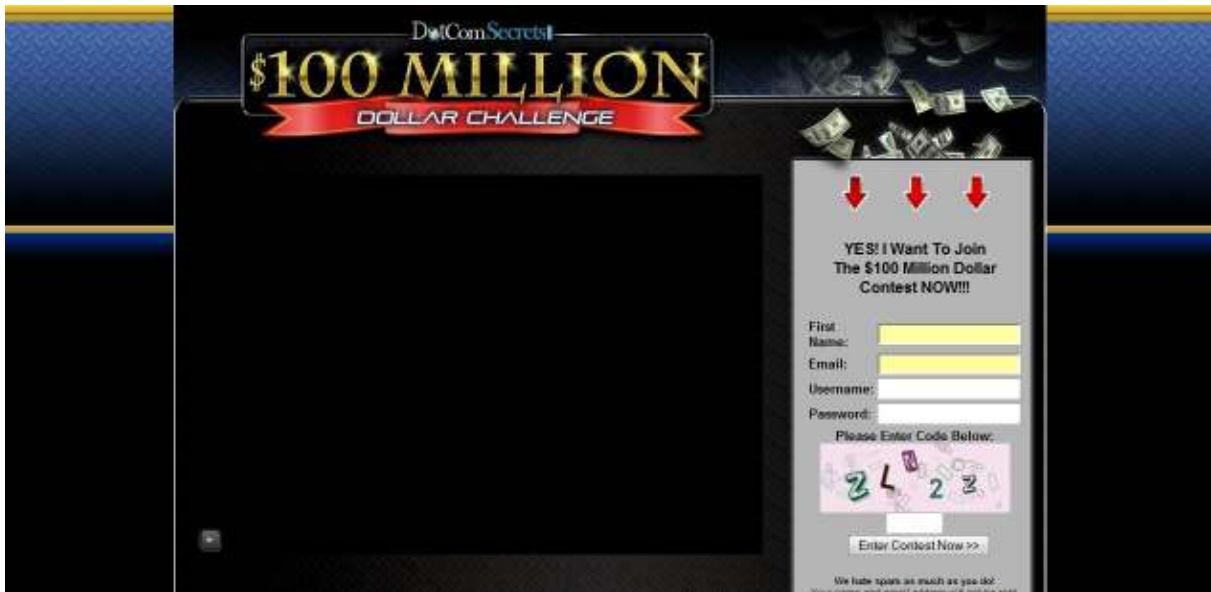 DotComSecrets
$100 MILLION
DOLLAR CHALLENGE
YES! I Want To Join
The $100 Million Dollar
Contest NOW!!!
First
Name:
Email:
Username:
Password:
Please Enter Code Below:
Enter Contest Now >>
We hate spam as much as you do!